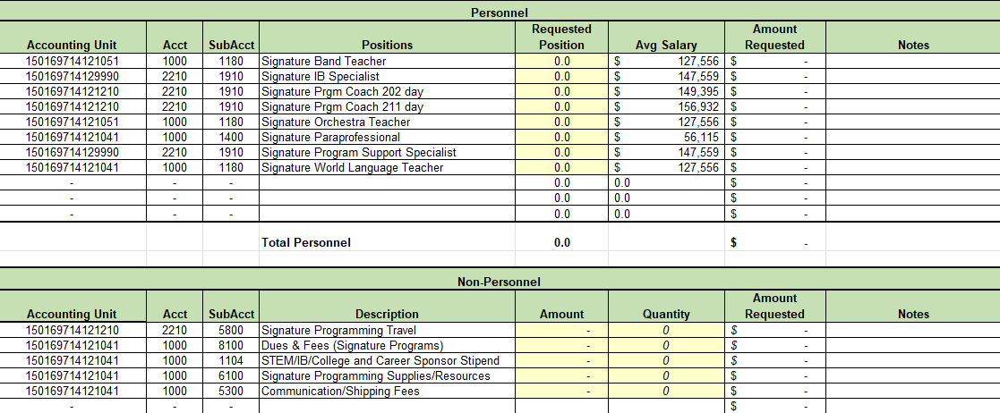 Personnel
Accounting Unit Acct SubAcct Positions Requested Position Avg Salary Amount Requested Notes
150169714121051 1000 1180 Signature Band Teacher 0.0 $ 127,556 $ -
150169714129990 2210 1910 Signature IB Specialist 0.0 $ 147,559 $ -
150169714121210 2210 1910 Signature Prgm Coach 202 day 0.0 $ 149,395 $ -
150169714121210 2210 1910 Signature Prgm Coach 211 day 0.0 $ 156,932 $ -
150169714121051 1000 1180 Signature Orchestra Teacher 0.0 $ 127,556 $ -
150169714121041 1000 1400 Signature Paraprofessional 0.0 $ 56,115 $ -
150169714129990 2210 1910 Signature Program Support Specialist 0.0 $ 147,559 $ -
150169714121041 1000 1180 Signature World Language Teacher 0.0 $ 127,556 $ -
- - - 0.0 0.0 $ -
- - - 0.0 0.0 $ -
- - - 0.0 0.0 $ -
Total Personnel 0.0 $ -
Non-Personnel
Accounting Unit Acct SubAcct Description Amount Quantity Amount Requested Notes
150169714121210 2210 5800 Signature Programming Travel - 0 $ -
150169714121041 1000 8100 Dues & Fees (Signature Programs) - 0 $ -
150169714121041 1000 1104 STEM/IB/College and Career Sponsor Stipend - 0 $ -
150169714121041 1000 6100 Signature Programming Supplies/Resources - 0 $ -
150169714121041 1000 5300 Communication/Shipping Fees - 0 $ -
- - - $ -